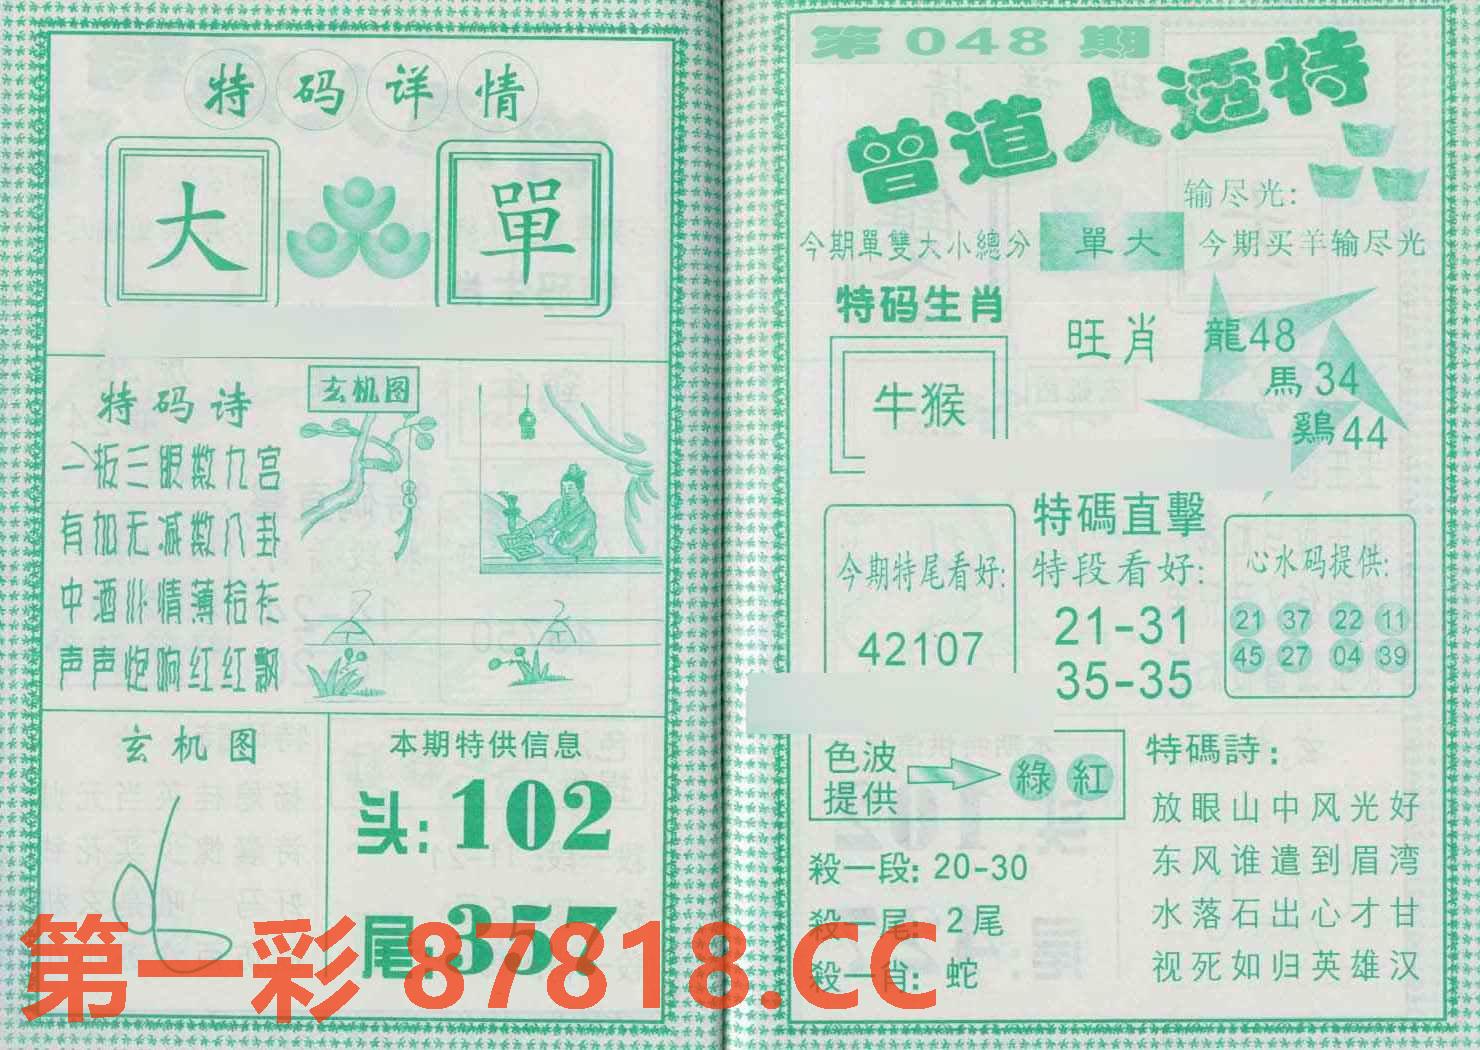 特码详情
大 單
特码诗
一板三眼数九宫
有加无减数八卦
中酒心情薄袷衣
声声炮响红红飘
玄机图
玄机图
本期特供信息
头:102
尾:357
第048期
曾道人透特
输尽光:
今期單雙大小總分 單大 今期买羊输尽光
特码生肖
牛猴
旺肖 龍48
馬34
鷄44
今期特尾看好:
42107
特碼直擊
特段看好:
21-31
35-35
心水码提供:
21 37 22 11
45 27 04 39
色波提供 綠 紅
殺一段: 20-30
殺一尾: 2尾
殺一肖: 蛇
特碼詩:
放眼山中风光好
东风谁遣到眉湾
水落石出心才甘
视死如归英雄汉
第一彩 87818.CC